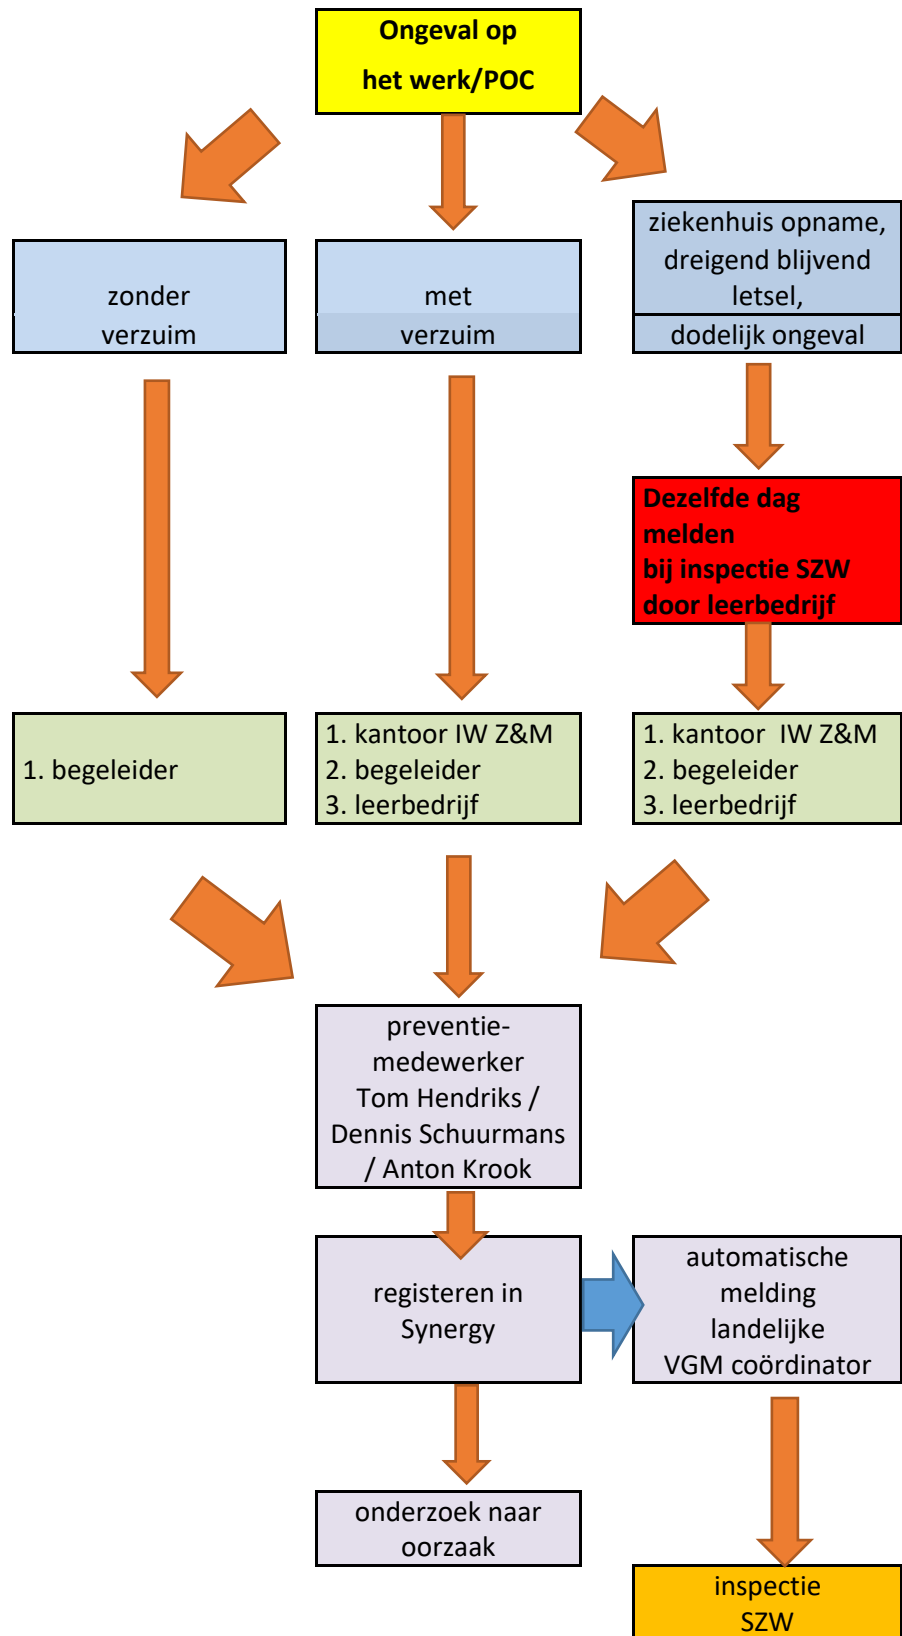 Ongeval op
het werk/POC
zonder
verzuim
met
verzuim
ziekenhuis opname,
dreigend blijvend
letsel,
dodelijk ongeval
Dezelfde dag
melden
bij inspectie SZW
door leerbedrijf
1. begeleider
1. kantoor IW Z&M
2. begeleider
3. leerbedrijf
1. kantoor  IW Z&M
2. begeleider
3. leerbedrijf
preventie-
medewerker
Tom Hendriks /
Dennis Schuurmans
/ Anton Krook
registeren in
Synergy
automatische
melding
landelijke
VGM coördinator
onderzoek naar
oorzaak
inspectie
SZW